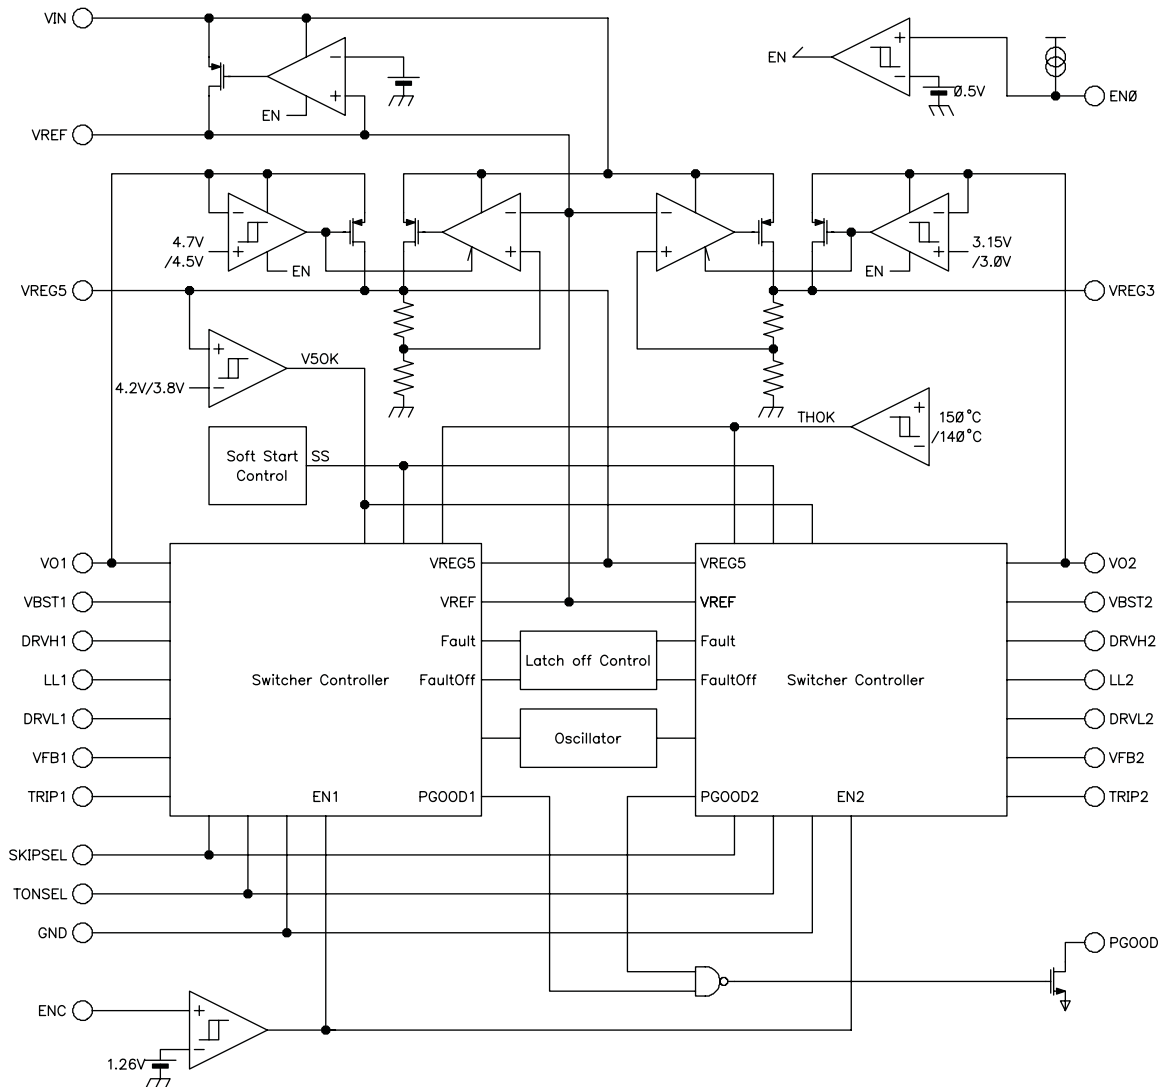 VIN
EN
+
-
0.5V
EN0
-
+
EN
VREF
-
+
4.7V
/4.5V
EN
-
+
-
+
-
+
3.15V
/3.0V
EN
VREG5
VREG3
+
-
4.2V/3.8V
V5OK
THOK
+
-
150°C
/140°C
Soft Start
Control
SS
VO1
VREG5
VREG5
VO2
VBST1
VREF
VREF
VBST2
DRVH1
Fault
Latch off Control
Fault
DRVH2
LL1
Switcher Controller
FaultOff
FaultOff
Switcher Controller
LL2
DRVL1
Oscillator
DRVL2
VFB1
VFB2
TRIP1
EN1
PGOOD1
PGOOD2
EN2
TRIP2
SKIPSEL
TONSEL
GND
PGOOD
ENC
+
-
1.26V